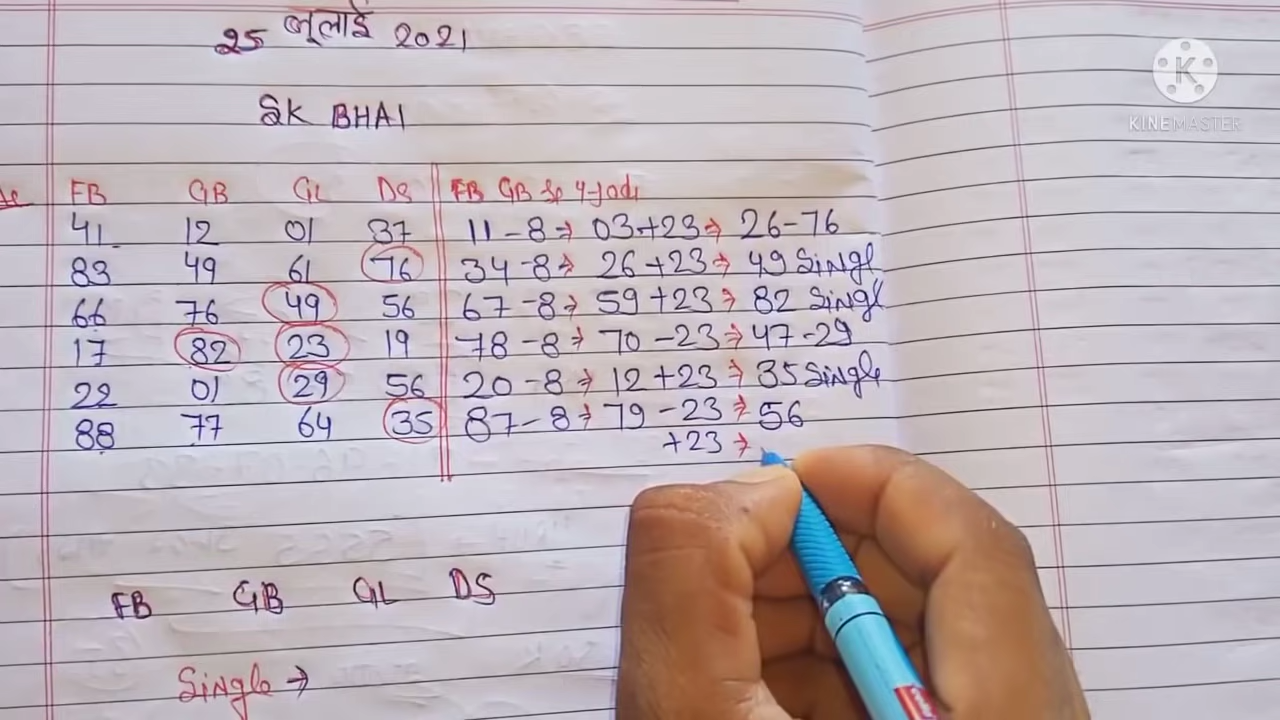 25 जूलाई 2021
KINEMASTER
SK BHAI
FB GB GL DS FB GB Se 4-Jodi
41 12 01 37 11-8→ 03+23→ 26-76
83 49 61 76 34-8→ 26+23→ 49 Singl
66 76 49 56 67-8→ 59+23→ 82 Singl
17 82 23 19 78-8→ 70-23→ 47-29
22 01 29 56 20-8→ 12+23→ 35 Single
88 77 64 35 87-8→ 79-23→ 56
+23→
FB GB GL DS
Single→